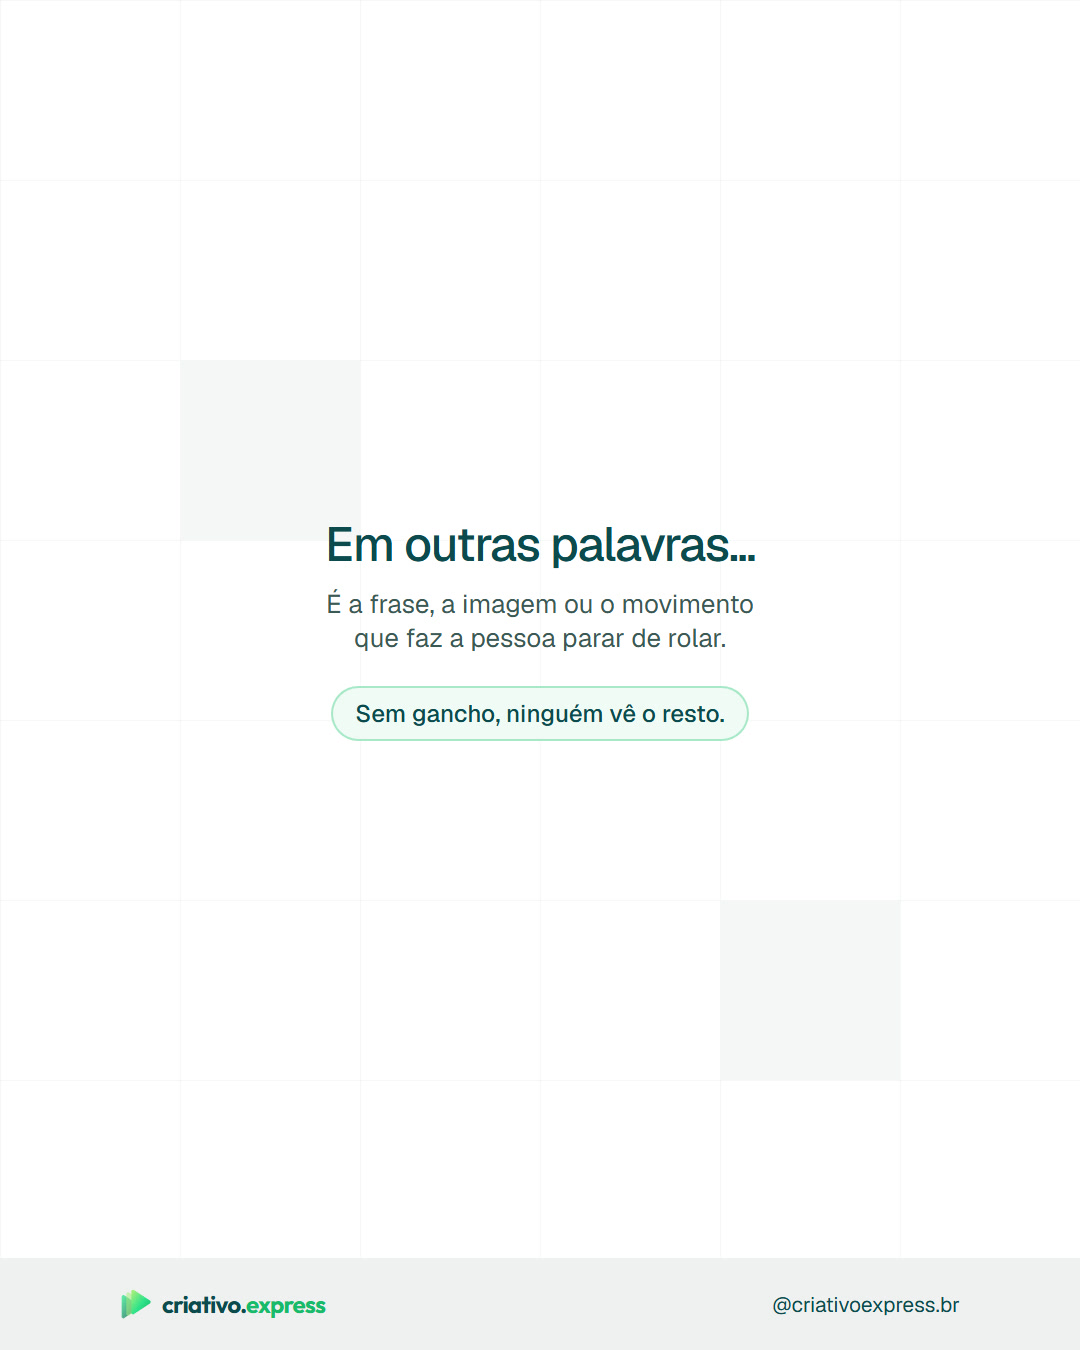 Em outras palavras...
É a frase, a imagem ou o movimento
que faz a pessoa parar de rolar.
Sem gancho, ninguém vê o resto.
criativo.express
@criativoexpress.br